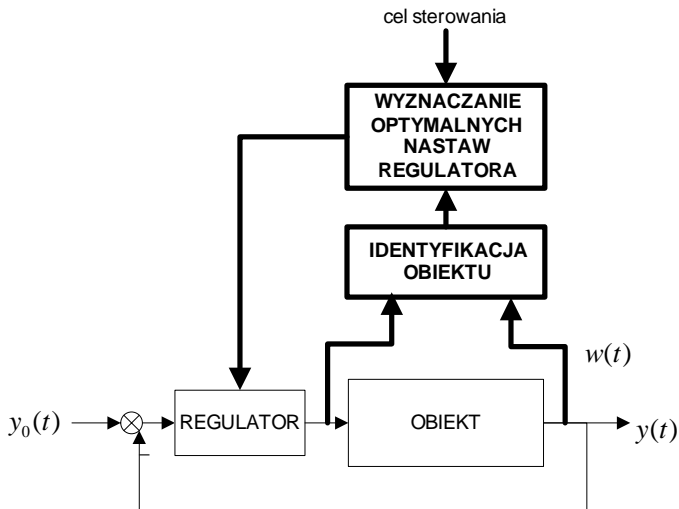 cel sterowania
WYZNACZANIE
OPTYMALNYCH
NASTAW
REGULATORA
IDENTYFIKACJA
OBIEKTU
w(t)
y₀(t)
REGULATOR
OBIEKT
y(t)